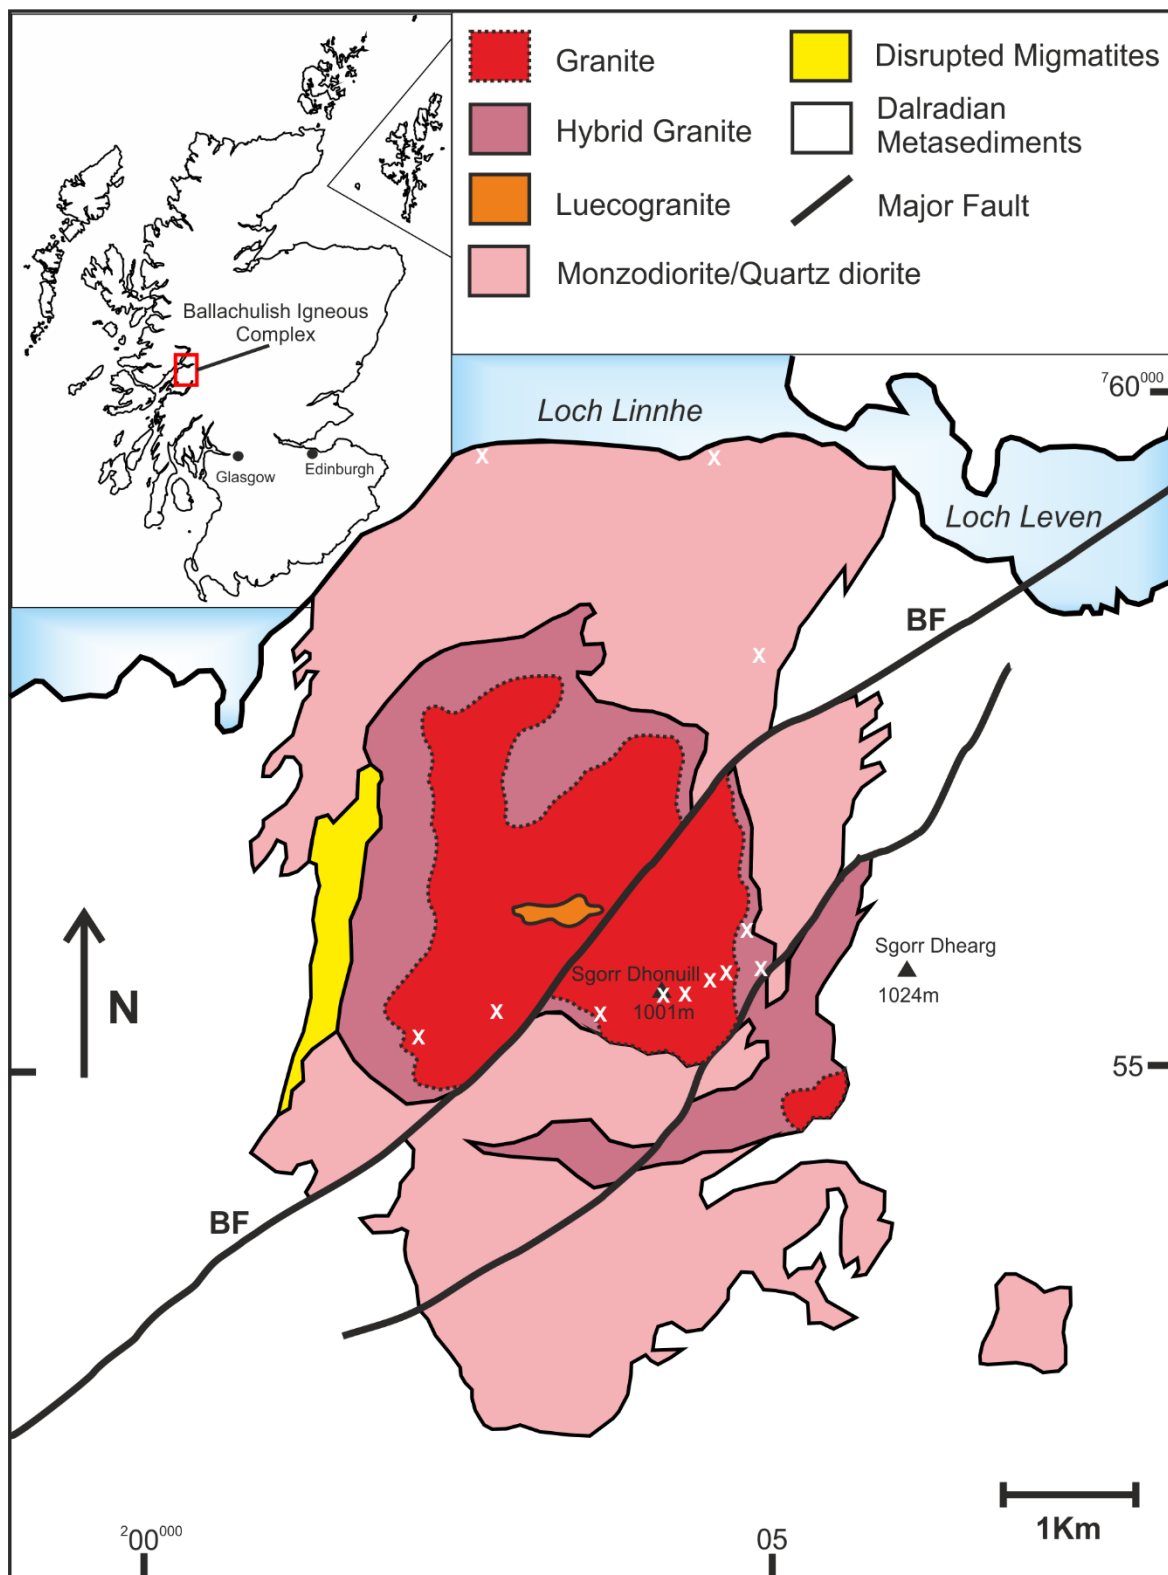 Granite
Hybrid Granite
Luecogranite
Monzodiorite/Quartz diorite
Disrupted Migmatites
Dalradian
Metasediments
Major Fault
Ballachulish Igneous
Complex
Glasgow
Edinburgh
Loch Linnhe
760000
Loch Leven
BF
X
X
X
Sgorr Dhearg
1024m
Sgorr Dhonuill
1001m
X
X
X
X
X
X
X
X
X
N
55
BF
1Km
200000
05